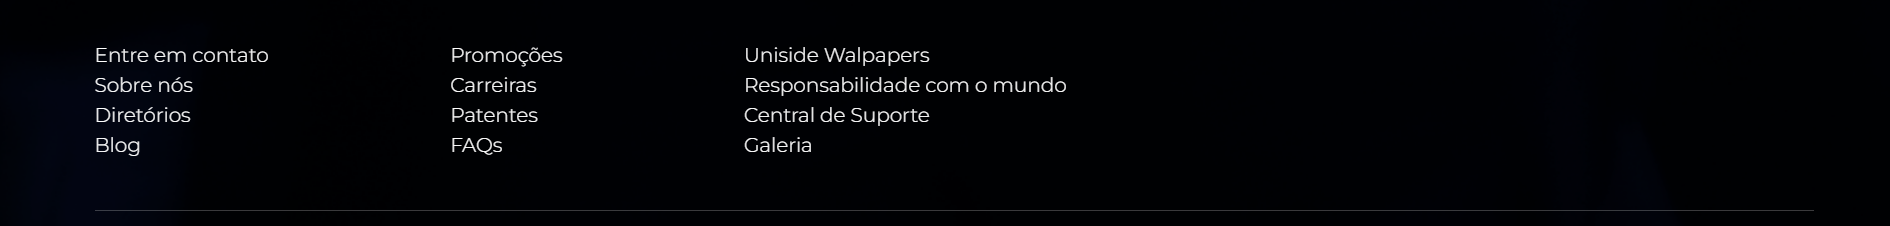 Entre em contato
Sobre nós
Diretórios
Blog
Promoções
Carreiras
Patentes
FAQs
Uniside Walpapers
Responsabilidade com o mundo
Central de Suporte
Galeria